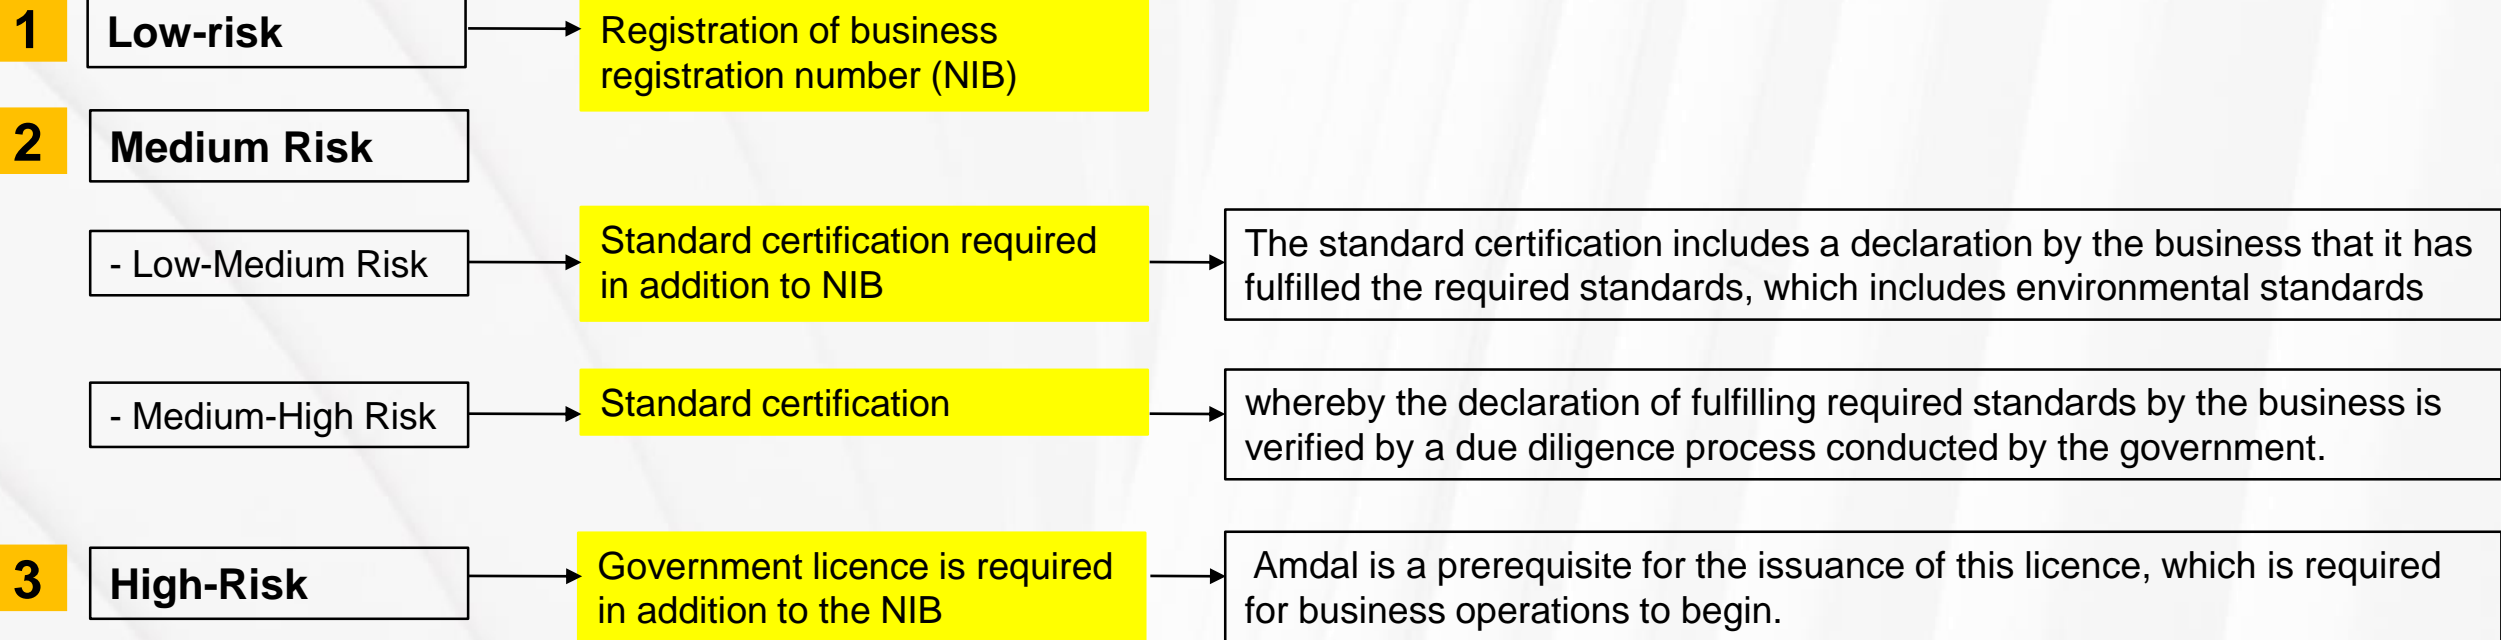 1
Low-risk
Registration of business
registration number (NIB)
2
Medium Risk
- Low-Medium Risk
Standard certification required
in addition to NIB
The standard certification includes a declaration by the business that it has
fulfilled the required standards, which includes environmental standards
- Medium-High Risk
Standard certification
whereby the declaration of fulfilling required standards by the business is
verified by a due diligence process conducted by the government.
3
High-Risk
Government licence is required
in addition to the NIB
Amdal is a prerequisite for the issuance of this licence, which is required
for business operations to begin.